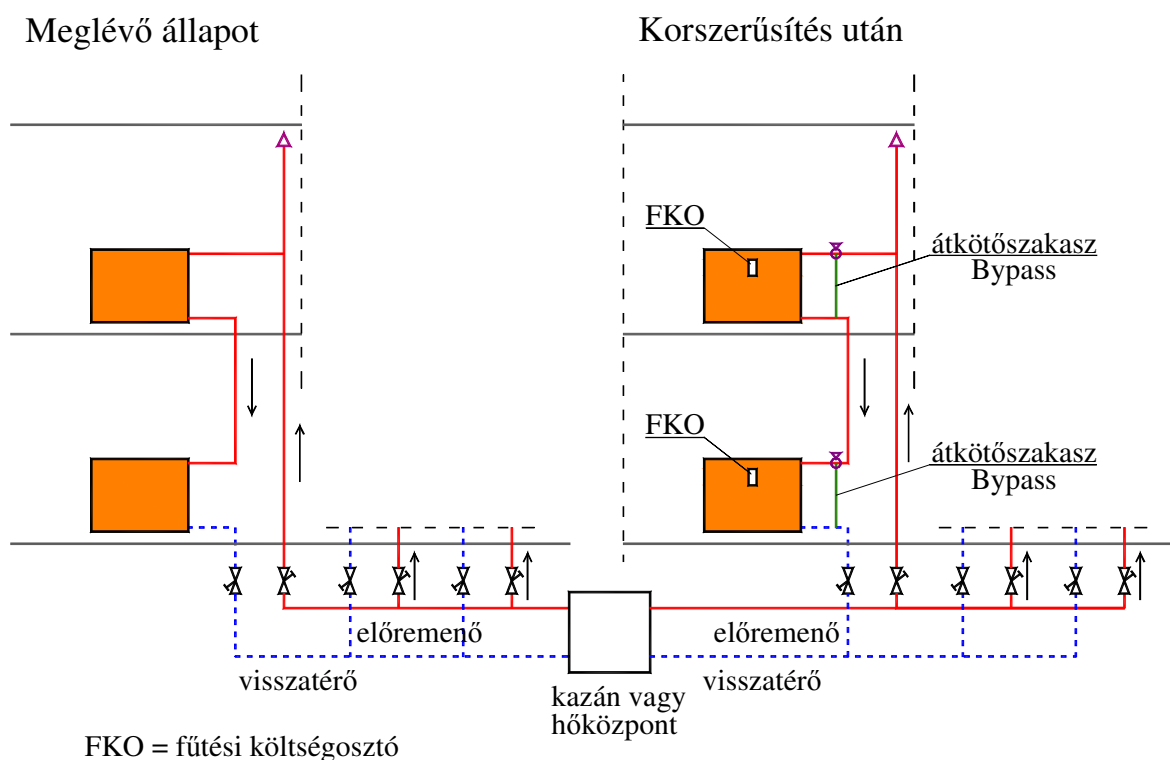 Meglévő állapot
Korszerűsítés után
FKO
átkötőszakasz
Bypass
FKO
átkötőszakasz
Bypass
előremenő
előremenő
visszatérő
visszatérő
kazán vagy
hőközpont
FKO = fűtési költségosztó